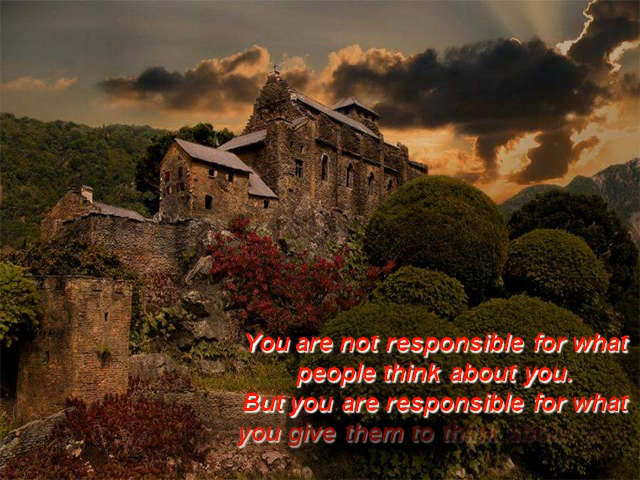 You are not responsible for what
people think about you.
But you are responsible for what
you give them to think